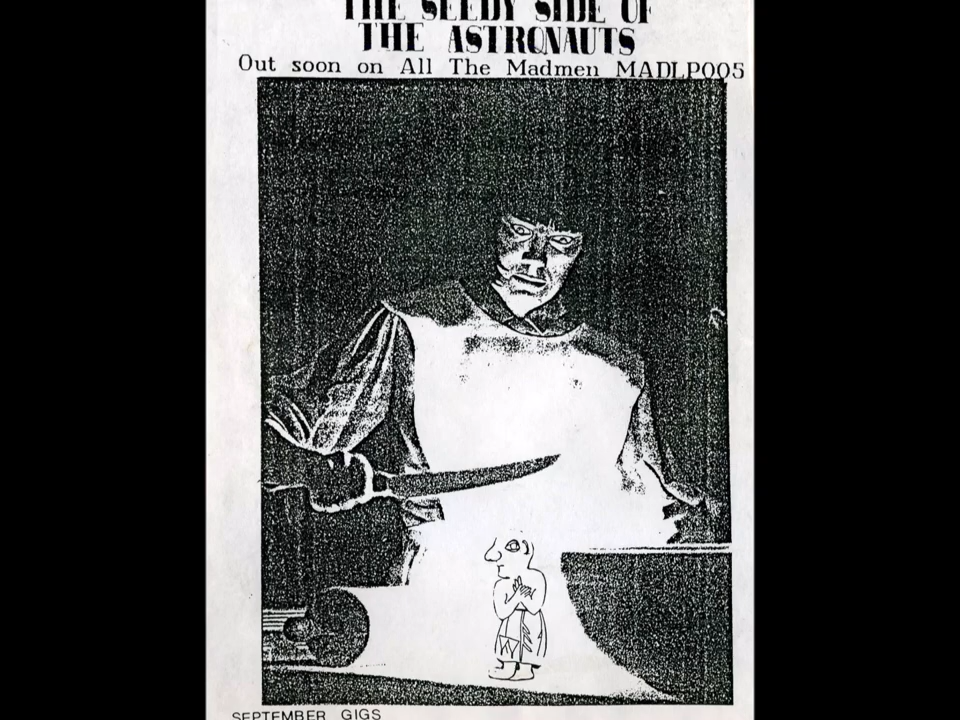 THE SEEDY SIDE OF
THE ASTRONAUTS
Out soon on All The Madmen MADLP005
SEPTEMBER GIGS